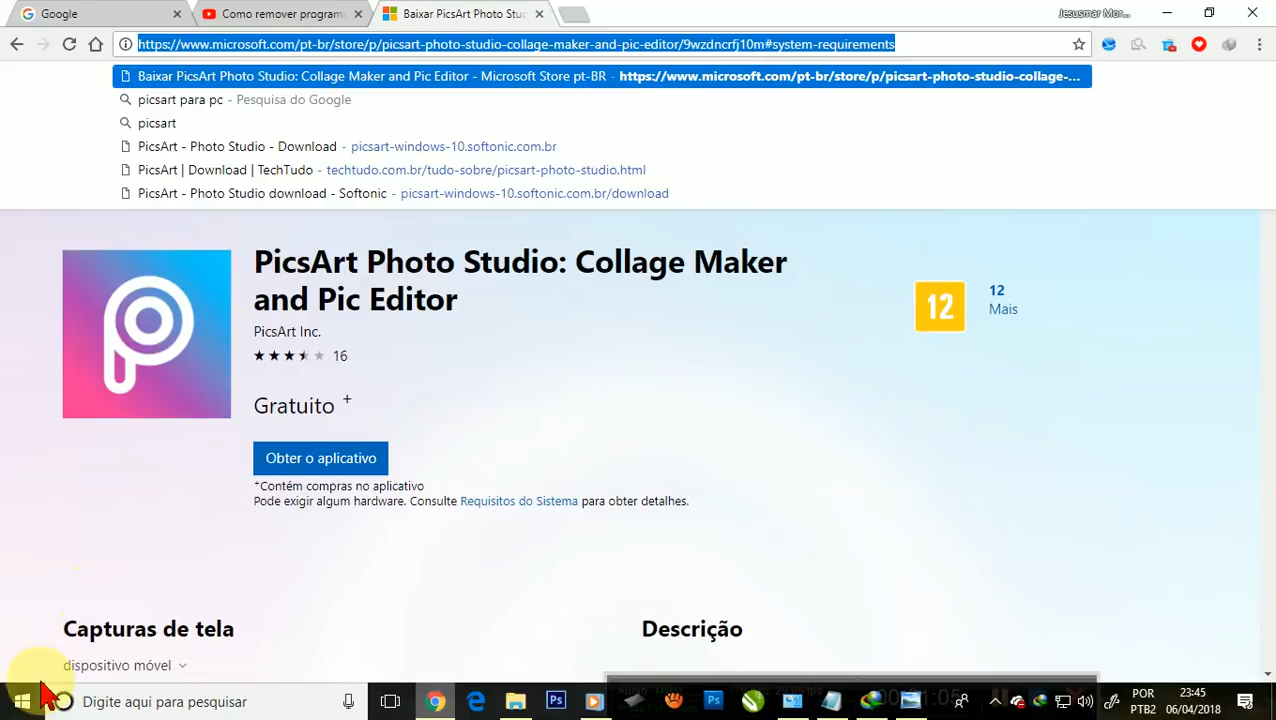 Google
Como remover programa
Baixar PicsArt Photo Stu
Jesusmar Mor...
https://www.microsoft.com/pt-br/store/p/picsart-photo-studio-collage-maker-and-pic-editor/9wzdncrfj10m#system-requirements
Baixar PicsArt Photo Studio: Collage Maker and Pic Editor - Microsoft Store pt-BR - https://www.microsoft.com/pt-br/store/p/picsart-photo-studio-collage-...
picsart para pc - Pesquisa do Google
picsart
PicsArt - Photo Studio - Download - picsart-windows-10.softonic.com.br
PicsArt | Download | TechTudo - techtudo.com.br/tudo-sobre/picsart-photo-studio.html
PicsArt - Photo Studio download - Softonic - picsart-windows-10.softonic.com.br/download
PicsArt Photo Studio: Collage Maker
and Pic Editor
PicsArt Inc.
16
12
12
Mais
Gratuito +
Obter o aplicativo
+Contém compras no aplicativo
Pode exigir algum hardware. Consulte Requisitos do Sistema para obter detalhes.
Capturas de tela
Descrição
dispositivo móvel
Digite aqui para pesquisar
Ps
Ps
POR
PTB2
23:45
06/04/2018